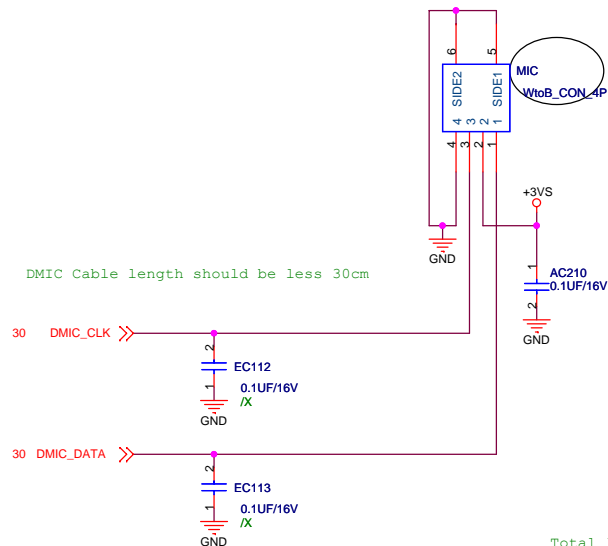 6
5
SIDE2
SIDE1
4
3
2
1
4
3
2
1
MIC
WtoB_CON_4P
+3VS
GND
DMIC Cable length should be less 30cm
1
AC210
0.1UF/16V
2
GND
30 DMIC_CLK
2
EC112
1
0.1UF/16V
/X
GND
30 DMIC_DATA
2
EC113
1
0.1UF/16V
/X
GND
Total